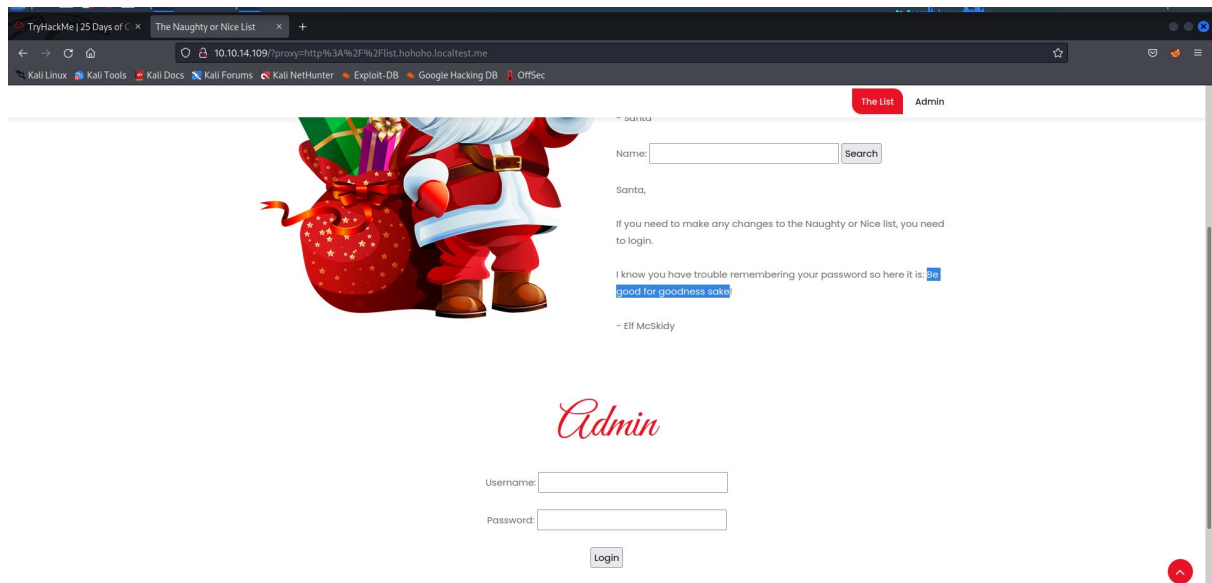 TryHackMe | 25 Days of C
The Naughty or Nice List
10.10.14.109/?proxy=http%3A%2F%2Flist.hohoho.localtest.me
Kali Linux Kali Tools Kali Docs Kali Forums Kali NetHunter Exploit-DB Google Hacking DB OffSec
The List Admin
- Santa
Name: Search
Santa,
If you need to make any changes to the Naughty or Nice list, you need
to login.
I know you have trouble remembering your password so here it is: Be
good for goodness sake!
- Elf McSkidy
Admin
Username:
Password:
Login